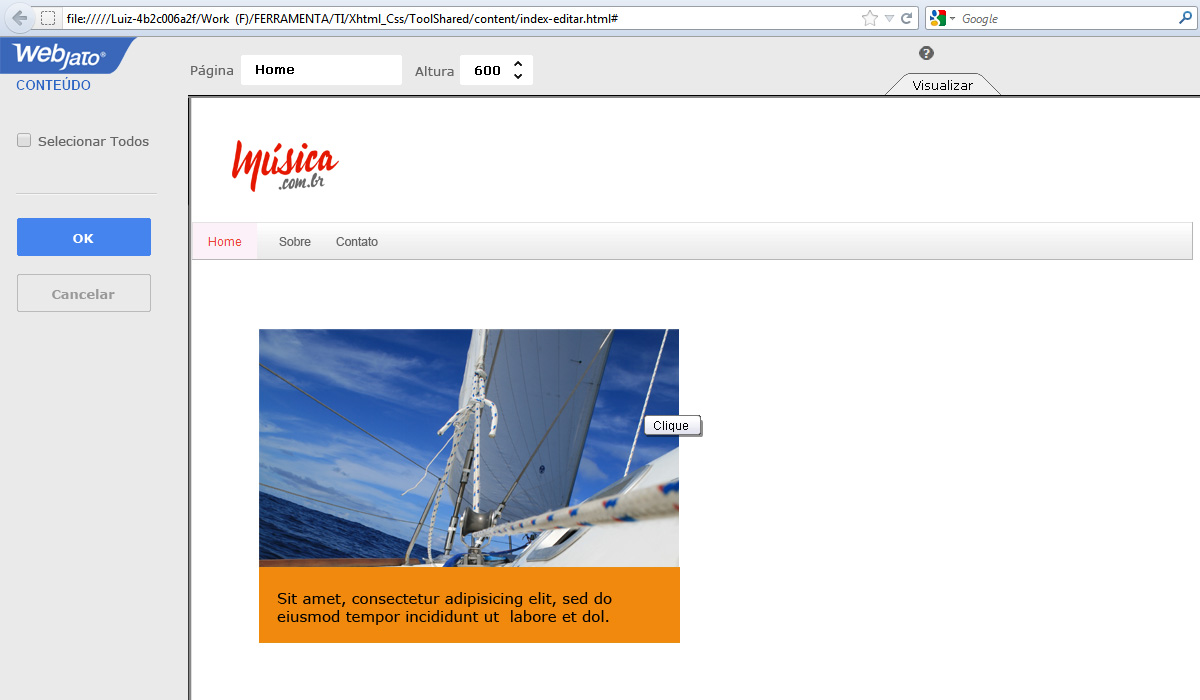 file://///Luiz-4b2c006a2f/Work (F)/FERRAMENTA/TI/Xhtml_Css/ToolShared/content/index-editar.html#
Google
Webjato®
CONTEÚDO
Página
Home
Altura
600
?
Visualizar
Selecionar Todos
OK
Cancelar
Música
.com.br
Home
Sobre
Contato
Clique
Sit amet, consectetur adipisicing elit, sed do
eiusmod tempor incididunt ut labore et dol.